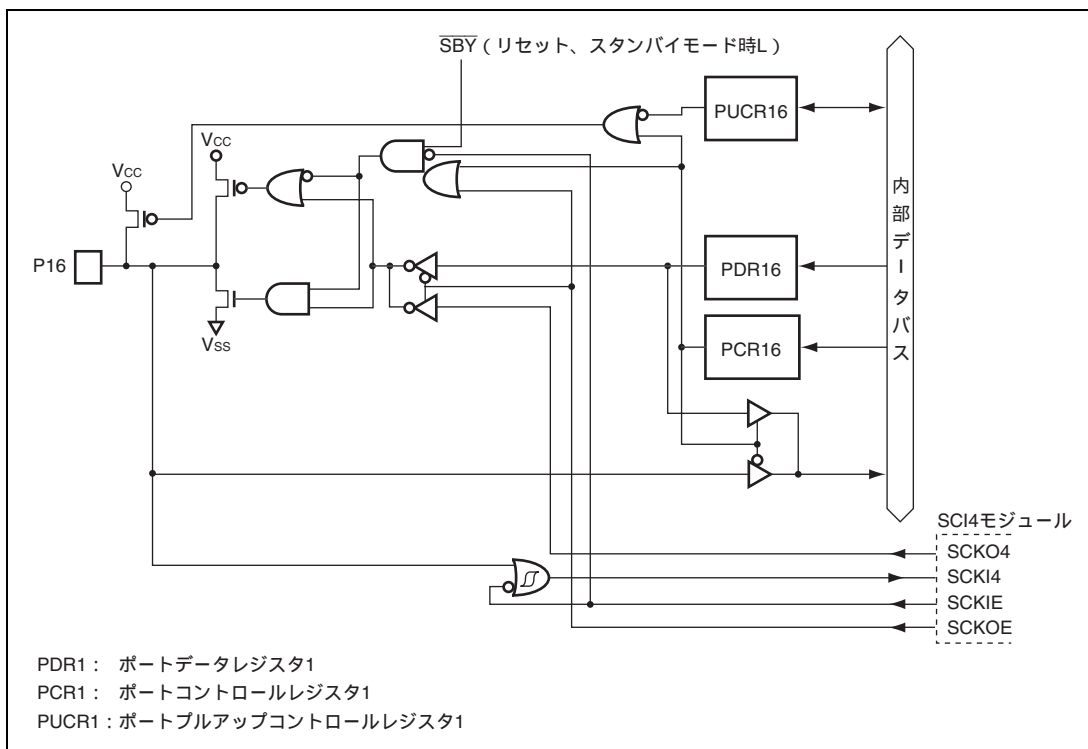 SBY（リセット、スタンバイモード時L）
PUCR16
VCC
VCC
内部データバス
P16
PDR16
VSS
PCR16
SCI4モジュール
SCKO4
SCKI4
SCKIE
SCKOE
PDR1： ポートデータレジスタ1
PCR1： ポートコントロールレジスタ1
PUCR1：ポートプルアップコントロールレジスタ1